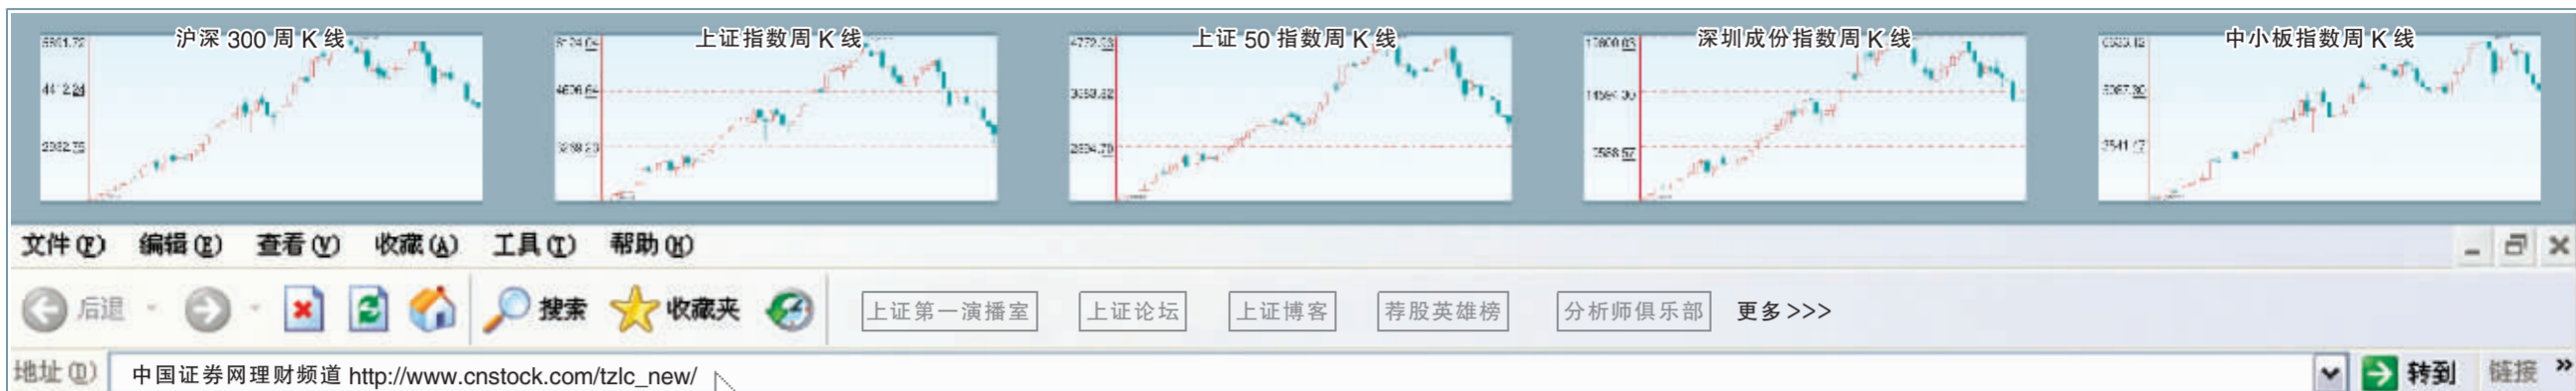 沪深 300 周 K 线
上证指数周 K 线
上证 50 指数周 K 线
深圳成份指数周 K 线
中小板指数周 K 线
文件(F) 编辑(E) 查看(V) 收藏(A) 工具(T) 帮助(H)
后退 搜索 收藏夹 上证第一演播室 上证论坛 上证博客 荐股英雄榜 分析师俱乐部 更多>>>
地址(D) 中国证券网理财频道 http://www.cnstock.com/tzlc_new/ 转到 链接 »